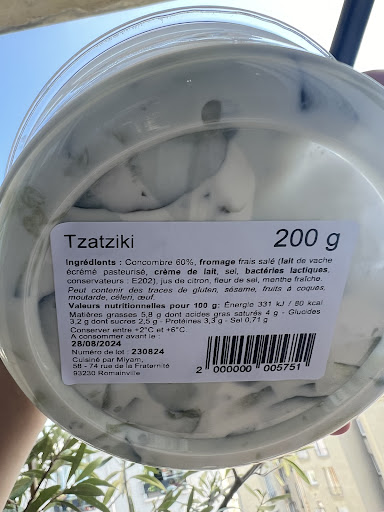 Tzatziki 200 g
Ingrédients : Concombre 60%, fromage frais salé (lait de vache
écrémé pasteurisé, crème de lait, sel, bactéries lactiques,
conservateurs : E202), jus de citron, fleur de sel, menthe fraîche.
Peut contenir des traces de gluten, sésame, fruits à coques,
moutarde, céleri, œuf.
Valeurs nutritionnelles pour 100 g: Énergie 331 kJ / 80 kcal
Matières grasses 5,8 g dont acides gras saturés 4 g - Glucides
3,2 g dont sucres 2,5 g - Protéines 3,3 g - Sel 0,71 g
Conserver entre +2°C et +6°C
A consommer avant le :
28/08/2024
Numéro de lot : 230824
Cuisiné par Miyam,
58 - 74 rue de la Fraternité
93230 Romainville
2 000000 005751